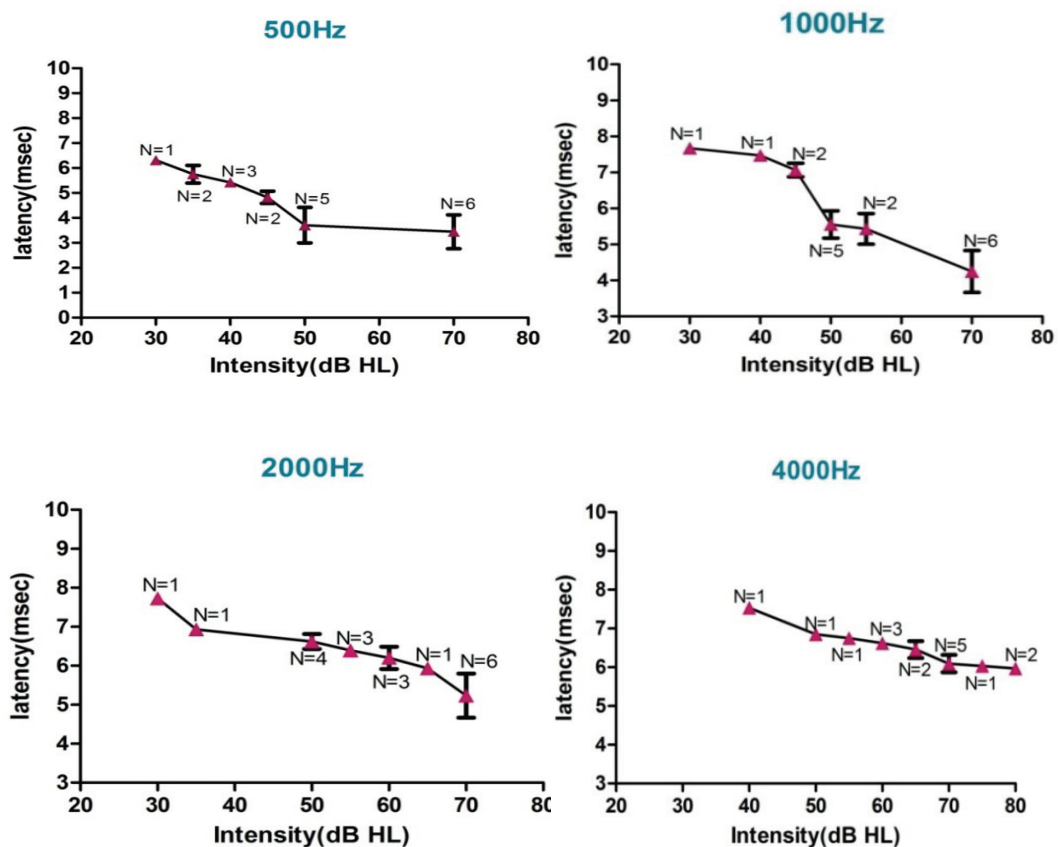 500Hz
10
9
8
7
6
5
4
3
2
1
0
latency(msec)
N=1
N=2
N=3
N=2
N=5
N=6
20 30 40 50 60 70 80
Intensity(dB HL)
1000Hz
10
9
8
7
6
5
4
3
latency(msec)
N=1
N=1
N=2
N=5
N=2
N=6
20 30 40 50 60 70 80
Intensity(dB HL)
2000Hz
10
9
8
7
6
5
4
3
latency(msec)
N=1
N=1
N=4
N=3
N=3
N=1
N=6
20 30 40 50 60 70 80
Intensity(dB HL)
4000Hz
10
9
8
7
6
5
4
3
latency(msec)
N=1
N=1
N=1
N=3
N=2
N=5
N=1
N=2
20 30 40 50 60 70 80
Intensity(dB HL)